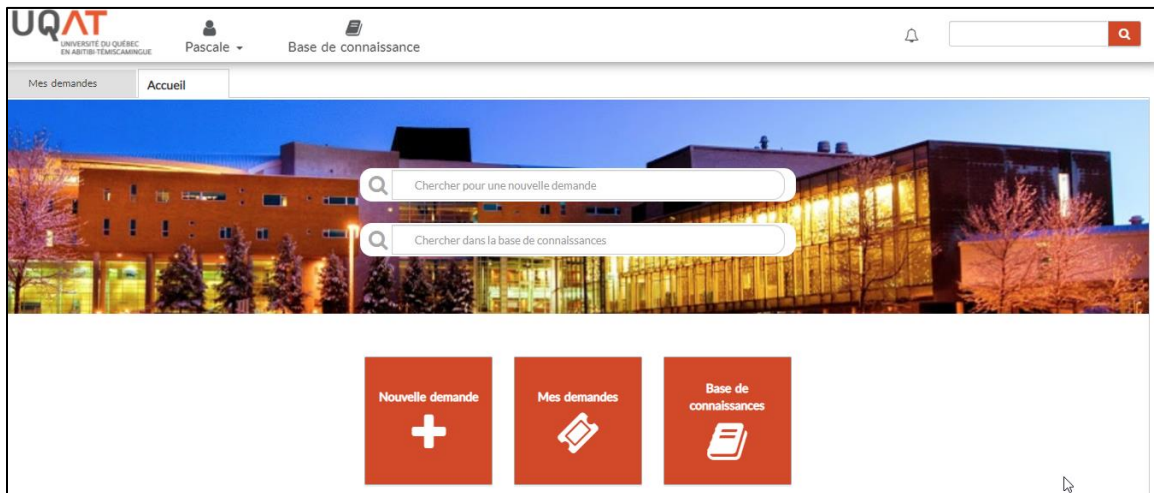 UQAT
UNIVERSITÉ DU QUÉBEC
EN ABITIBI-TÉMISCAMINGUE
Pascale
Base de connaissance
Mes demandes
Accueil
Chercher pour une nouvelle demande
Chercher dans la base de connaissances
Nouvelle demande
Mes demandes
Base de
connaissances